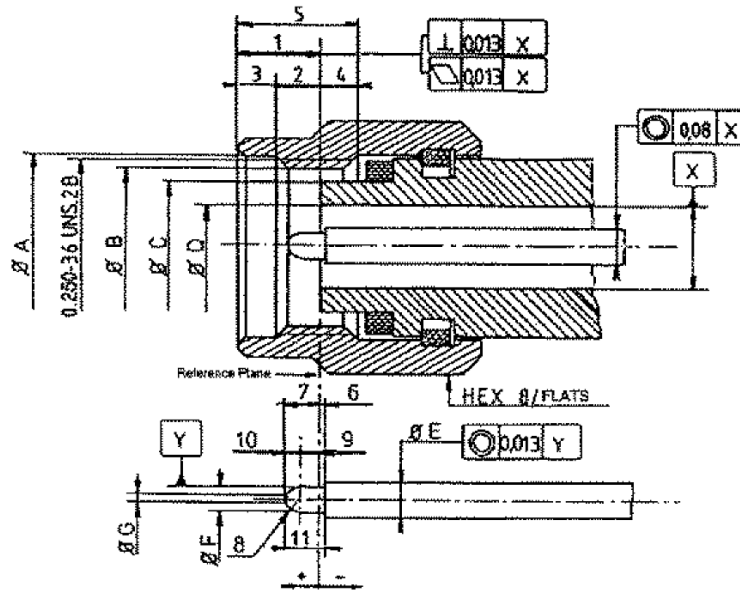 5
1
⊥ 0,013 X
▱ 0,013 X
3 2 4
◎ 0,08 X
X
Ø A
0.250-36 UNS.2B
Ø B
Ø C
Ø D
Reference Plane
HEX 8/FLATS
7 6
Y
10 9
Ø E
◎ 0,013 Y
Ø G
Ø F
8
11
+ -